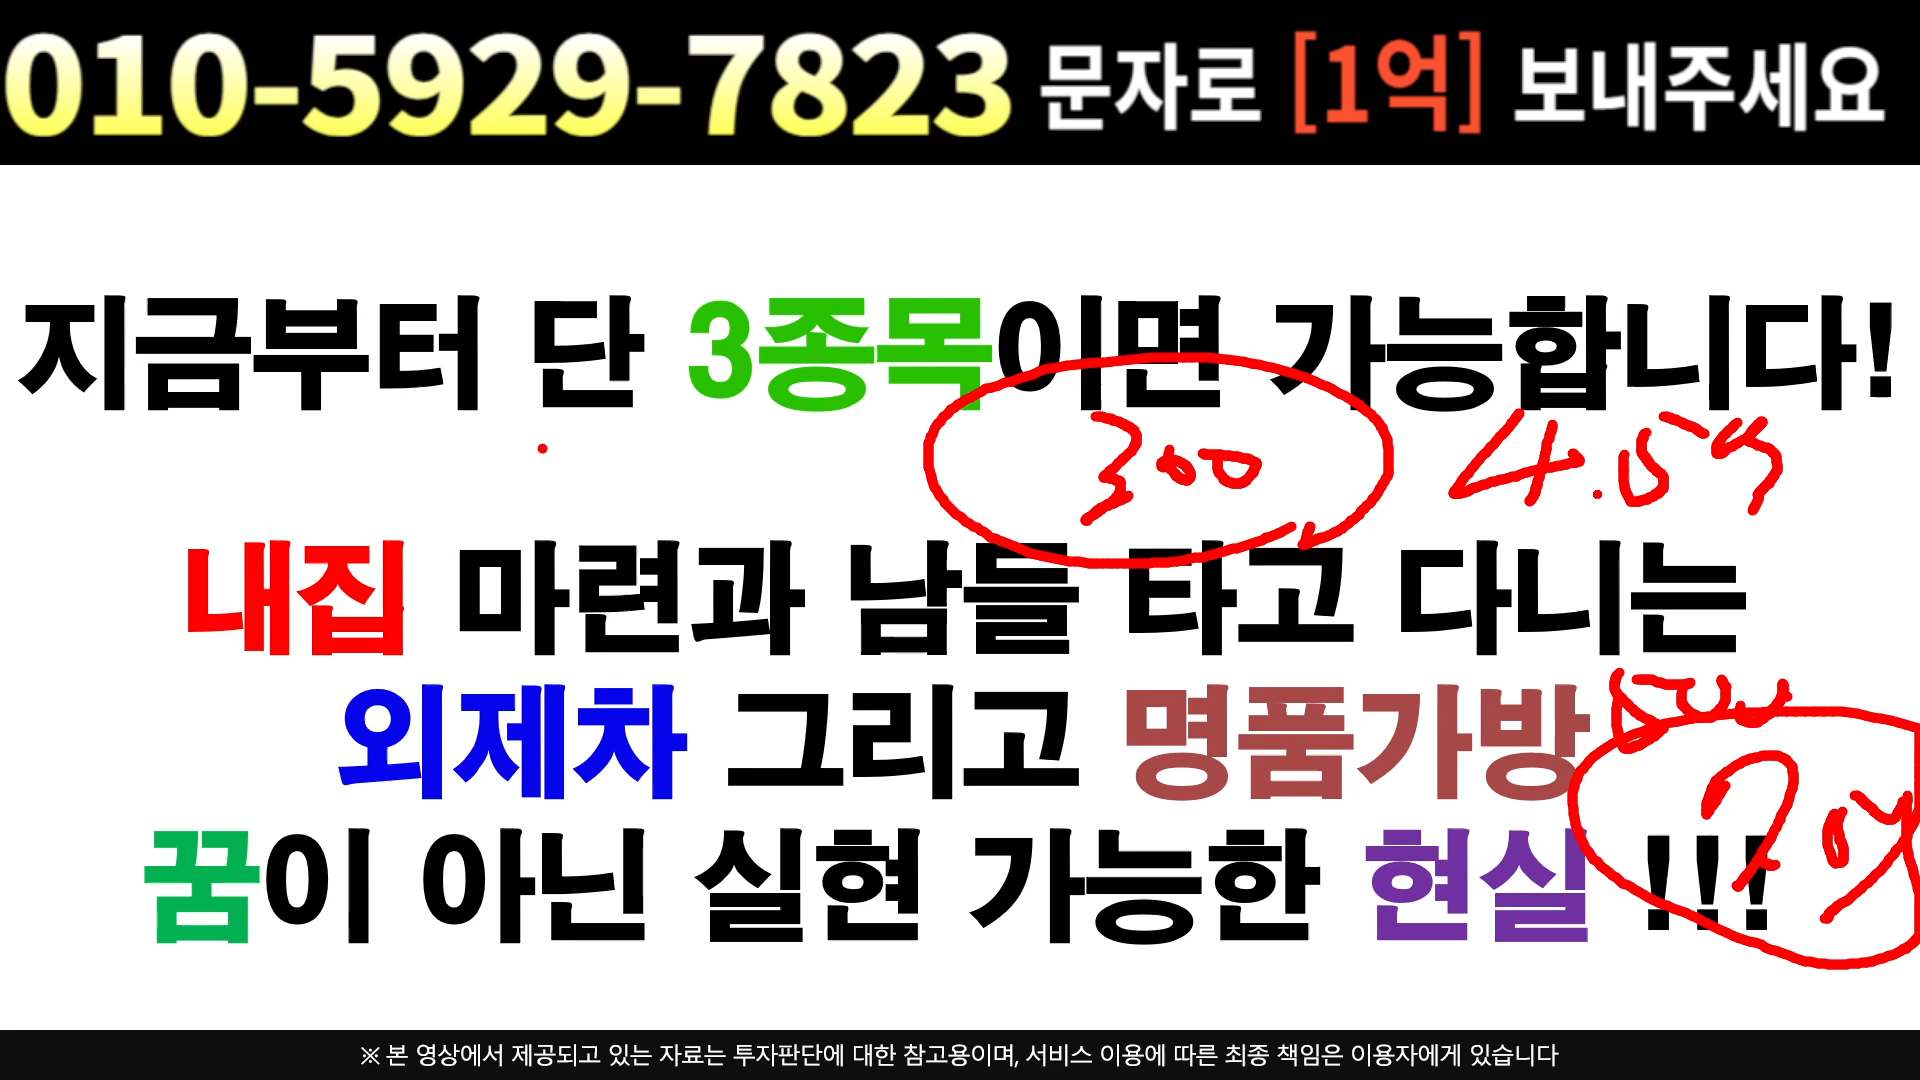 010-5929-7823 문자로 [1억] 보내주세요
지금부터 단 3종목이면 가능합니다!
300
4.5억
내집 마련과 남들 타고 다니는
외제차 그리고 명품가방
500
꿈이 아닌 실현 가능한 현실 !!!
※ 본 영상에서 제공되고 있는 자료는 투자판단에 대한 참고용이며, 서비스 이용에 따른 최종 책임은 이용자에게 있습니다